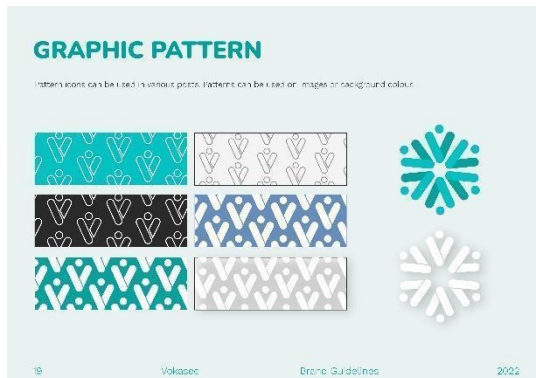 GRAPHIC PATTERN
Pattern icons can be used in various posts. Patterns can be used on images or background colour.
19 Vokasee Brand Guidelines 2022